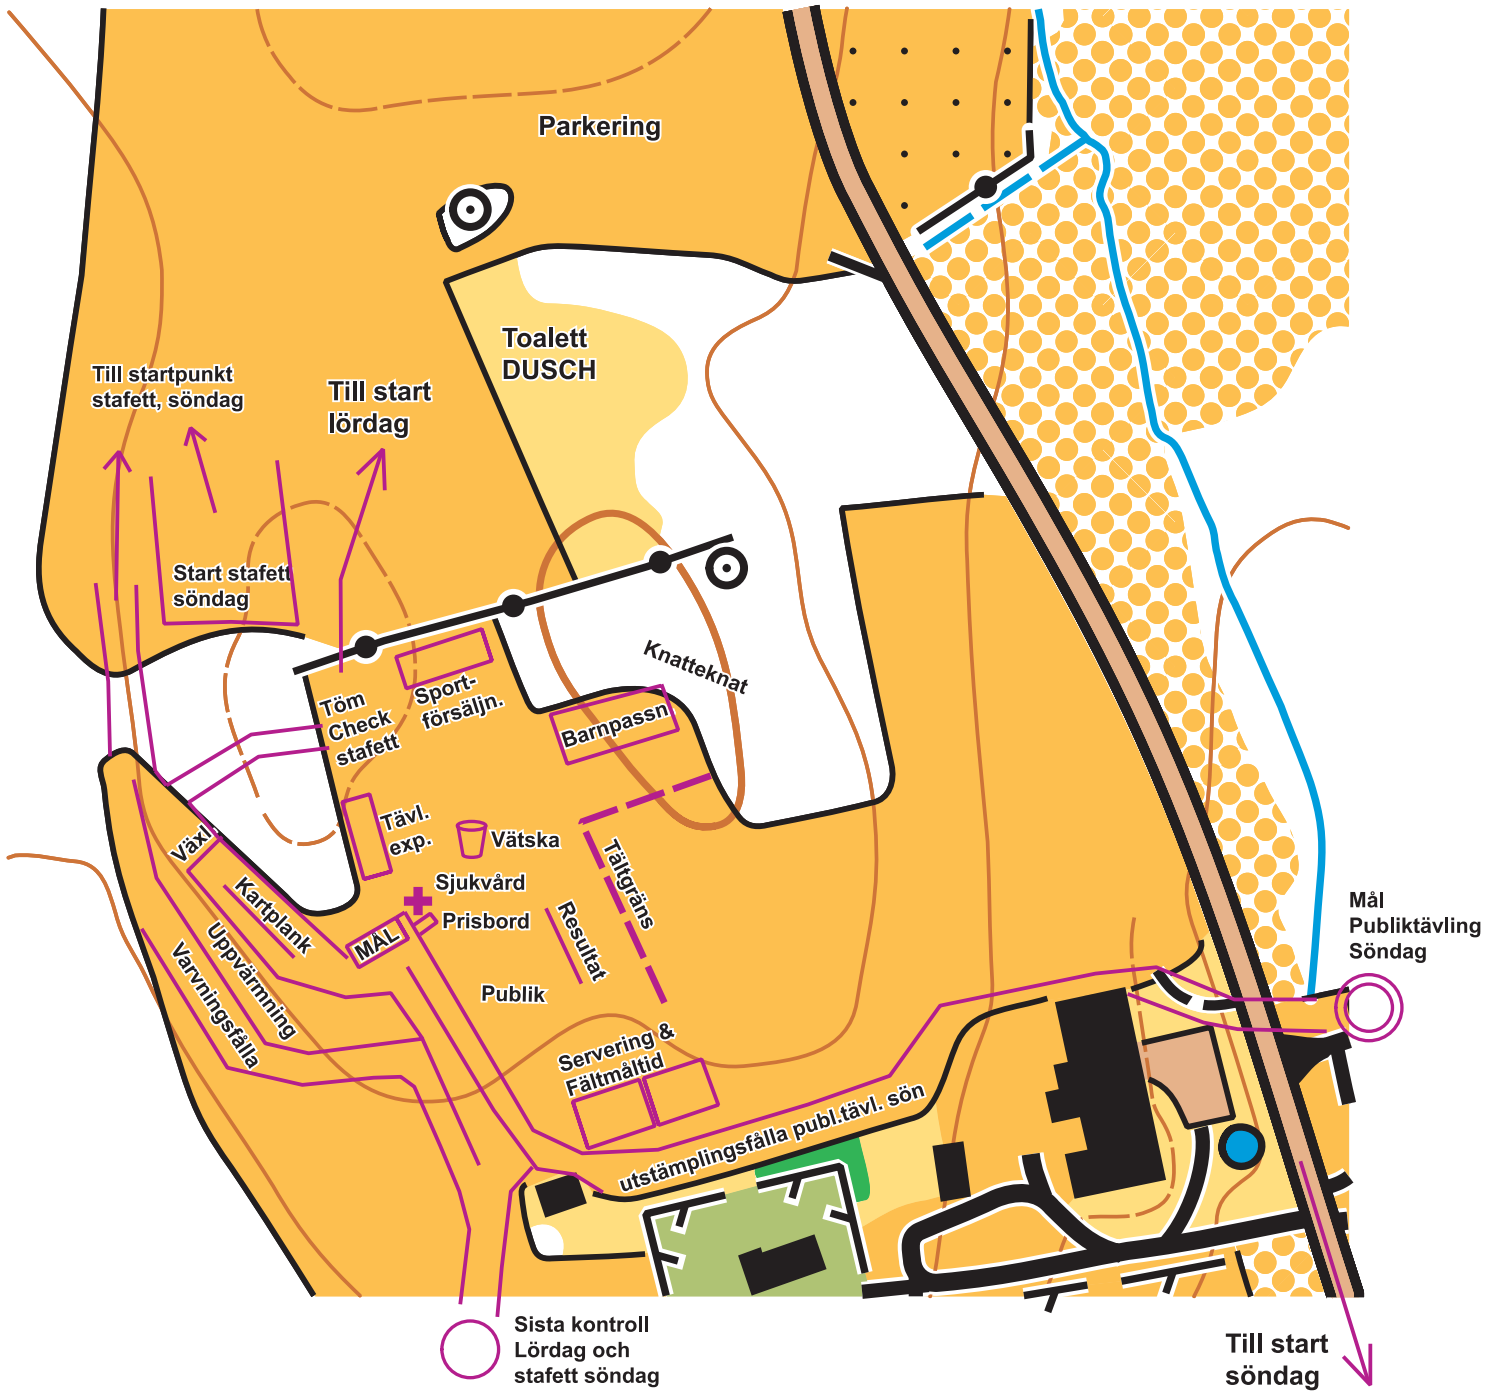 Parkering
Toalett
DUSCH
Till startpunkt
stafett, söndag
Till start
lördag
Start stafett
söndag
Knatteknat
Sport-
försäljn.
Töm
Check
stafett
Barnpassn
Tävl.
exp.
Vätska
Växl.
Sjukvård
Tältgräns
Kartplank
Prisbord
MÅL
Resultat
Uppvärmning
Varvningsfålla
Publik
Mål
Publiktävling
Söndag
Servering &
Fältmåltid
utstämplingsfålla publ.tävl. sön
Sista kontroll
Lördag och
stafett söndag
Till start
söndag